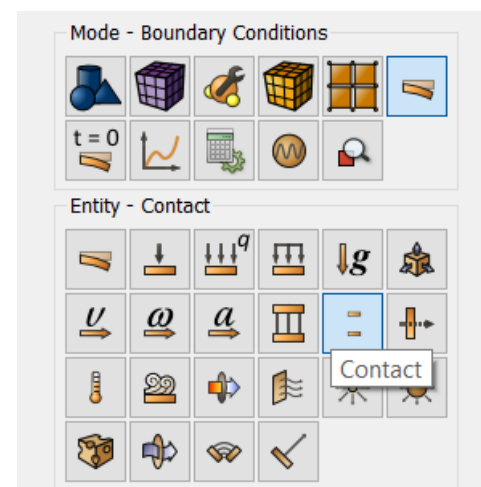 Mode - Boundary Conditions
t = 0
Entity - Contact
q
g
υ ω a
Contact